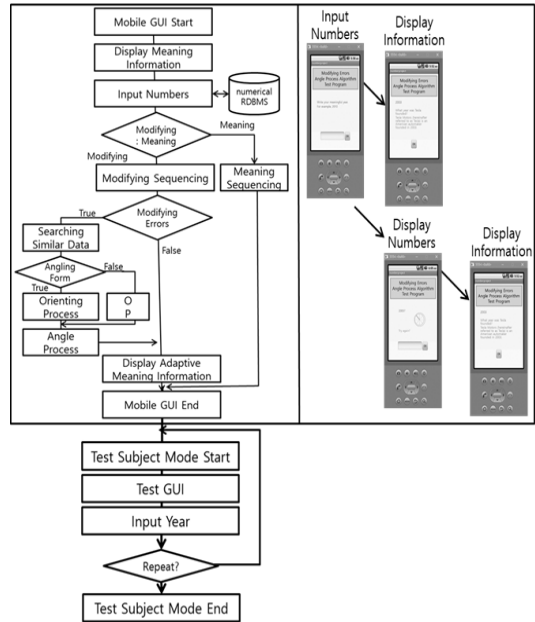 Mobile GUI Start
Display Meaning
Information
Input Numbers
numerical
RDBMS
Modifying
: Meaning
Meaning
Modifying
Modifying Sequencing
Meaning
Sequencing
Modifying
Errors
True
False
Searching
Similar Data
Angling
Form
False
True
Orienting
Process
O
P
Angle
Process
Display Adaptive
Meaning Information
Mobile GUI End
Test Subject Mode Start
Test GUI
Input Year
Repeat?
Test Subject Mode End
Input
Numbers
Display
Information
Modifying Errors
Angle Process Algorithm
Test Program
Modifying Errors
Angle Process Algorithm
Test Program
Display
Numbers
Display
Information
Modifying Errors
Angle Process Algorithm
Test Program
Modifying Errors
Angle Process Algorithm
Test Program